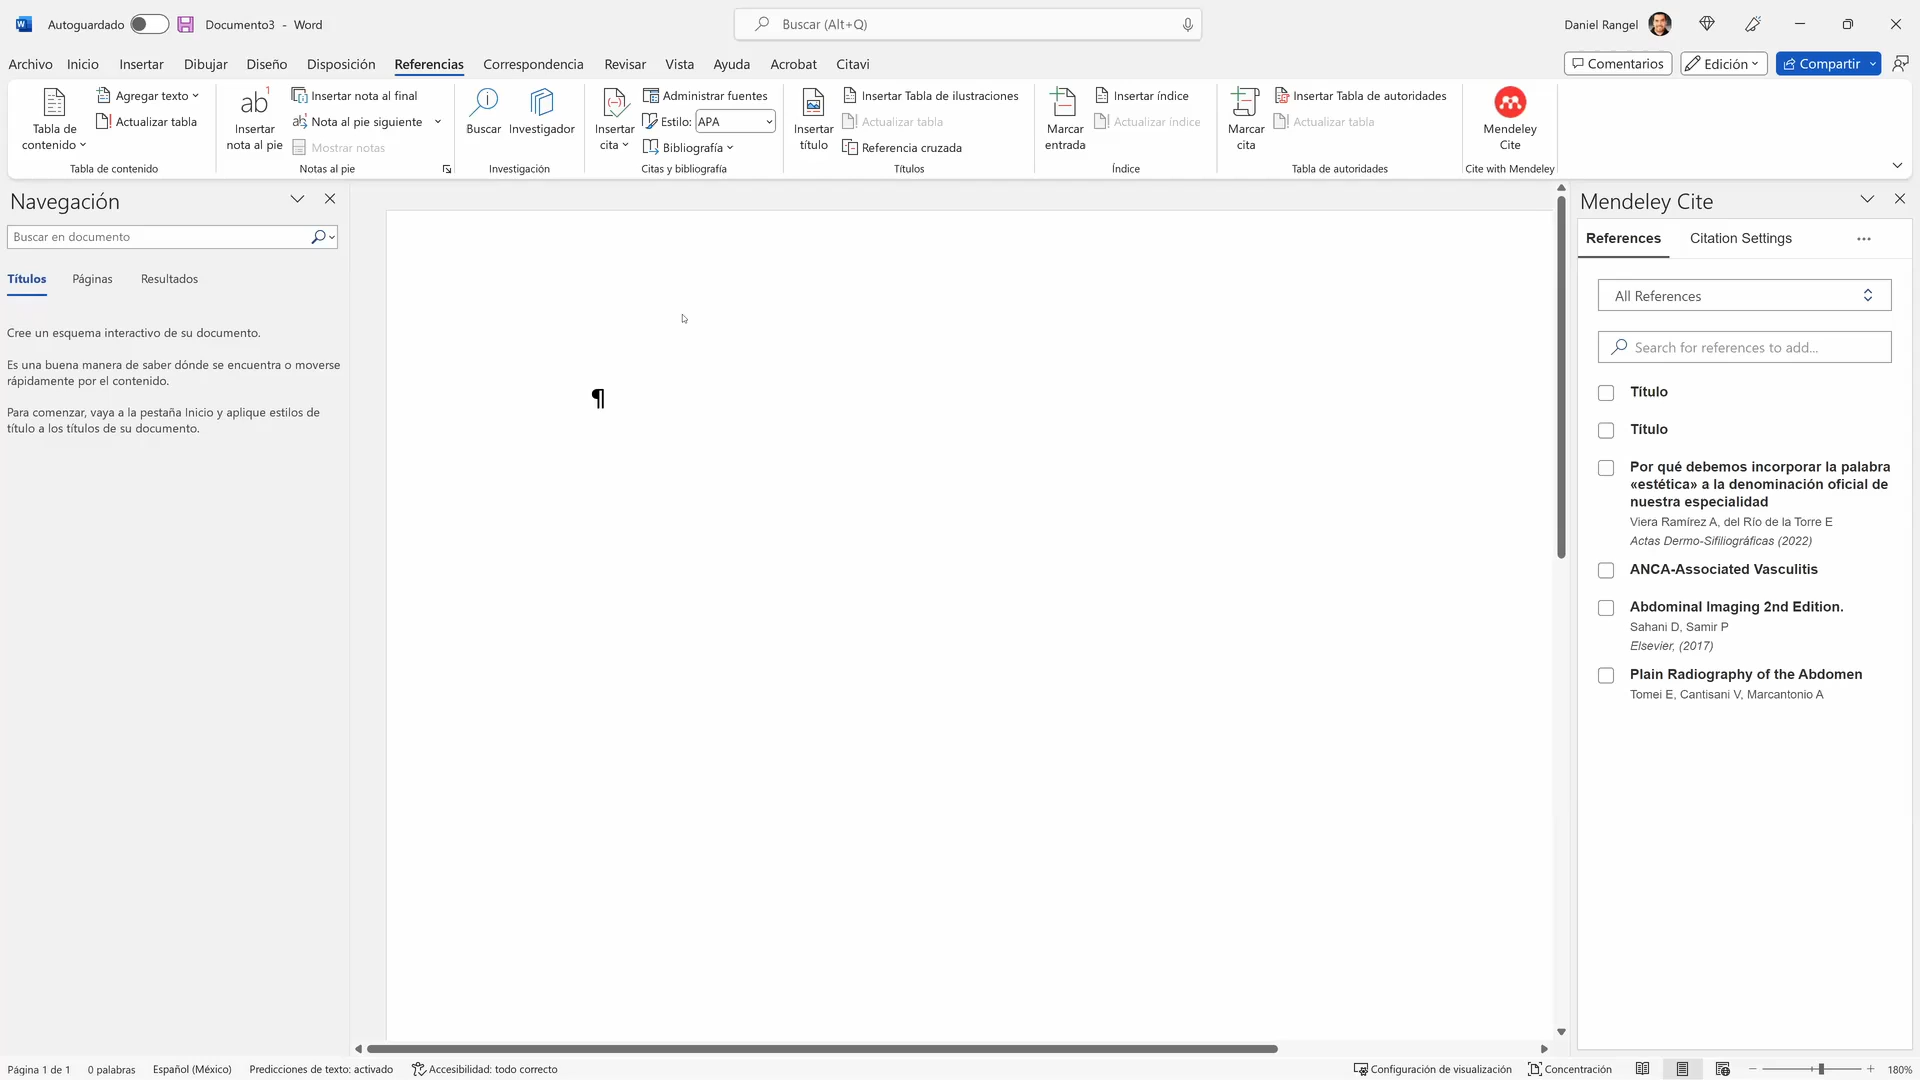 Autoguardado Documento3 - Word
Buscar (Alt+Q)
Daniel Rangel
Archivo Inicio Insertar Dibujar Diseño Disposición Referencias Correspondencia Revisar Vista Ayuda Acrobat Citavi
Comentarios Edición Compartir
Tabla de
contenido
Agregar texto
Actualizar tabla
Tabla de contenido
ab1
Insertar
nota al pie
Insertar nota al final
Nota al pie siguiente
Mostrar notas
Notas al pie
Buscar
Investigador
Investigación
Insertar
cita
Administrar fuentes
Estilo: APA
Bibliografía
Citas y bibliografía
Insertar
título
Insertar Tabla de ilustraciones
Actualizar tabla
Referencia cruzada
Títulos
Marcar
entrada
Insertar índice
Actualizar índice
Índice
Marcar
cita
Insertar Tabla de autoridades
Actualizar tabla
Tabla de autoridades
Mendeley
Cite
Cite with Mendeley
Navegación
Buscar en documento
Títulos Páginas Resultados
Cree un esquema interactivo de su documento.
Es una buena manera de saber dónde se encuentra o moverse
rápidamente por el contenido.
Para comenzar, vaya a la pestaña Inicio y aplique estilos de
título a los títulos de su documento.
¶
Mendeley Cite
References Citation Settings
All References
Search for references to add...
Título
Título
Por qué debemos incorporar la palabra
«estética» a la denominación oficial de
nuestra especialidad
Viera Ramírez A, del Río de la Torre E
Actas Dermo-Sifiliográficas (2022)
ANCA-Associated Vasculitis
Abdominal Imaging 2nd Edition.
Sahani D, Samir P
Elsevier, (2017)
Plain Radiography of the Abdomen
Tomei E, Cantisani V, Marcantonio A
Página 1 de 1 0 palabras Español (México) Predicciones de texto: activado Accesibilidad: todo correcto
Configuración de visualización Concentración 180%